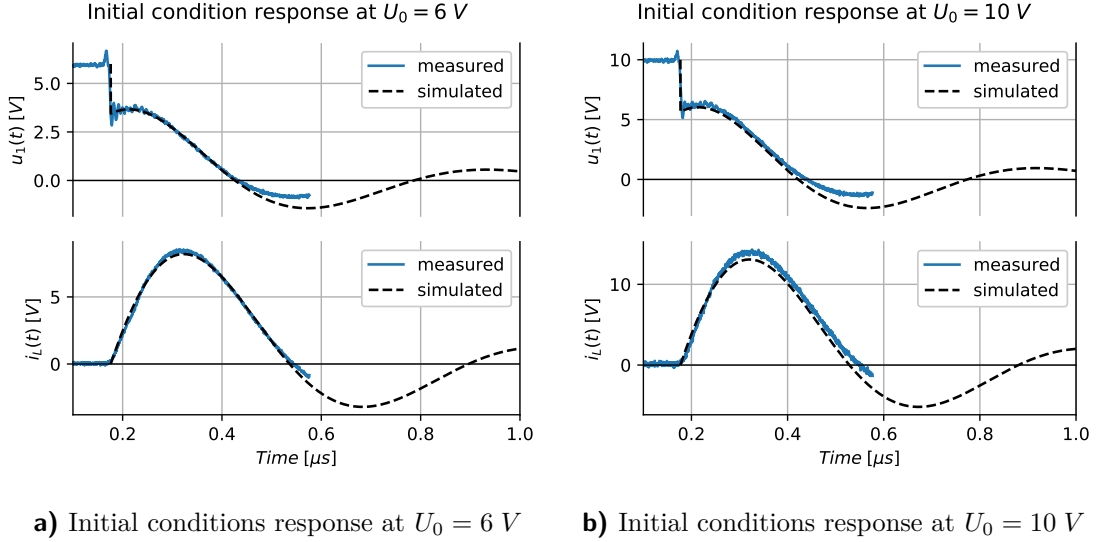 Initial condition response at U₀ = 6 V
5.0
2.5
0.0
u₁(t) [V]
measured
simulated
5
0
i_L(t) [V]
measured
simulated
0.2 0.4 0.6 0.8 1.0
Time [μs]
a) Initial conditions response at U₀ = 6 V
Initial condition response at U₀ = 10 V
10
5
0
u₁(t) [V]
measured
simulated
10
0
i_L(t) [V]
measured
simulated
0.2 0.4 0.6 0.8 1.0
Time [μs]
b) Initial conditions response at U₀ = 10 V